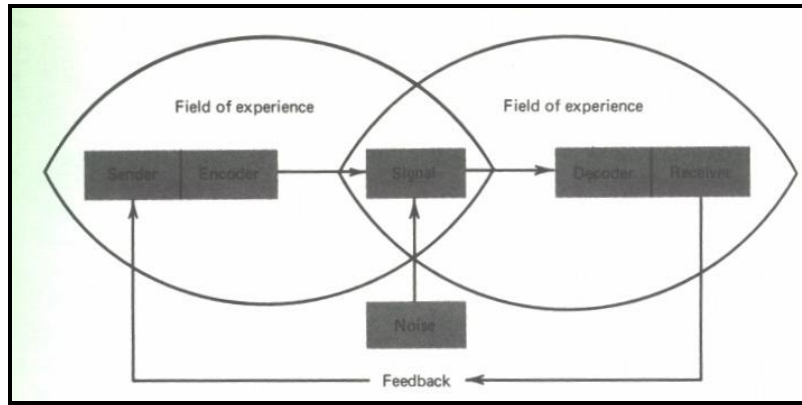 Field of experience
Field of experience
Sender
Encoder
Signal
Decoder
Receiver
Noise
Feedback